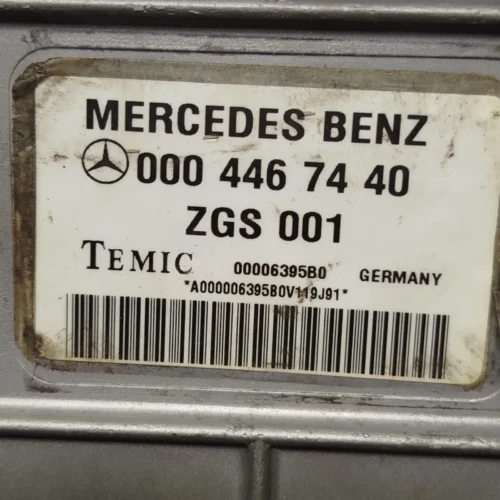 MERCEDES BENZ
000 446 74 40
ZGS 001
TEMIC 00006395B0 GERMANY
*A000006395B0V119J91*